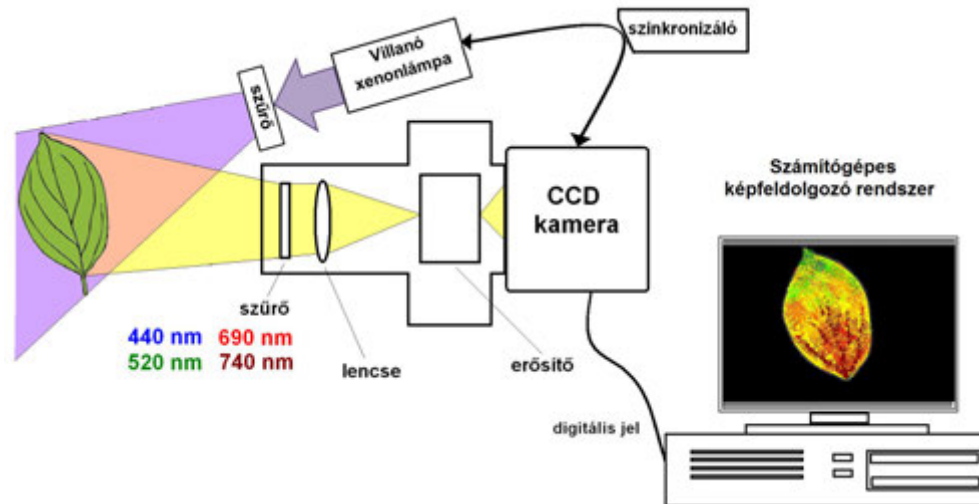 szinkronizáló
Villanó
xenonlámpa
szűrő
CCD
kamera
Számítógépes
képfeldolgozó rendszer
szűrő
440 nm 690 nm
520 nm 740 nm
lencse
erősítő
digitális jel